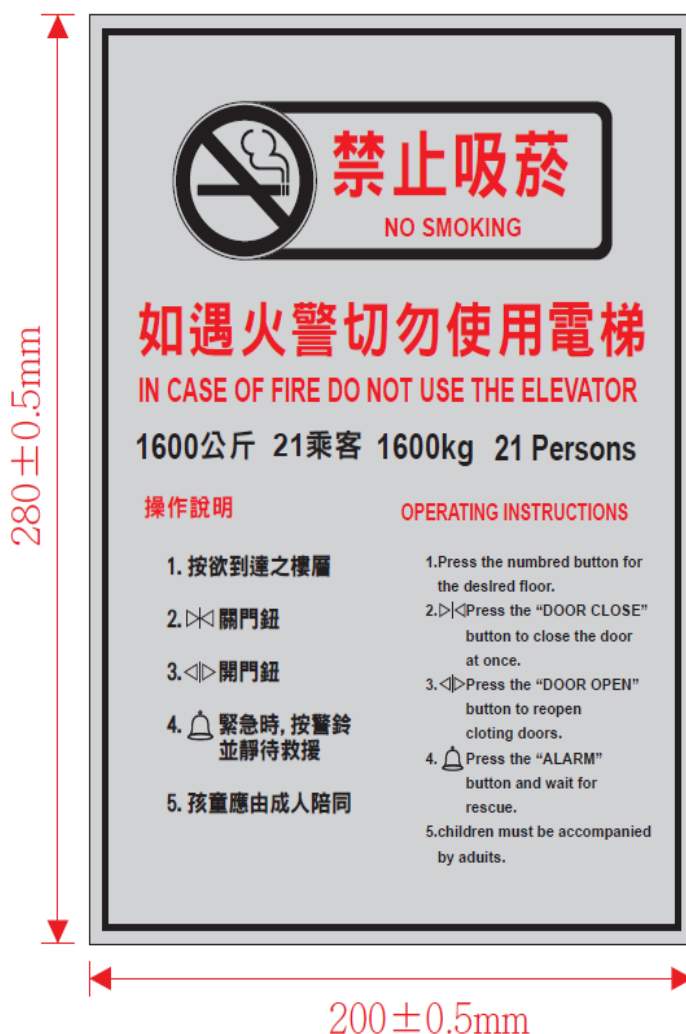 禁止吸菸
NO SMOKING
如遇火警切勿使用電梯
IN CASE OF FIRE DO NOT USE THE ELEVATOR
1600公斤 21乘客 1600kg 21 Persons
操作說明
1. 按欲到達之樓層
2. ▷|◁ 關門鈕
3. ◁|▷ 開門鈕
4. 緊急時, 按警鈴
並靜待救援
5. 孩童應由成人陪同
OPERATING INSTRUCTIONS
1.Press the numbred button for
the desIred floor.
2.▷|◁Press the “DOOR CLOSE”
button to close the door
at once.
3.◁|▷Press the “DOOR OPEN”
button to reopen
cloting doors.
4. Press the “ALARM”
button and wait for
rescue.
5.children must be accompanied
by aduits.
280±0.5mm
200±0.5mm